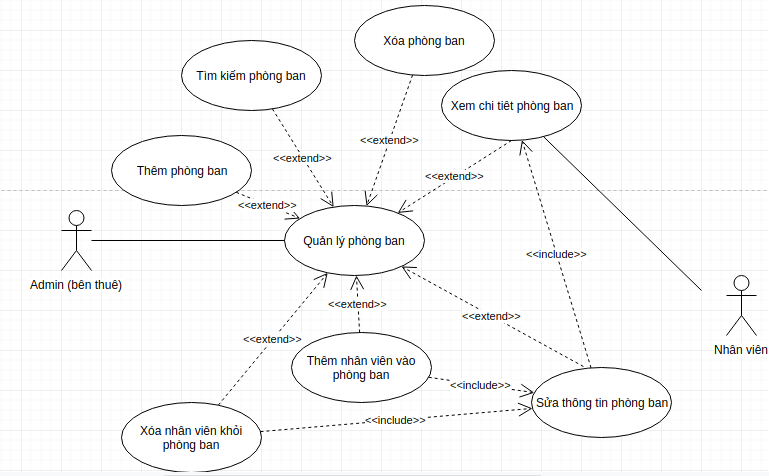 Xóa phòng ban
Tìm kiếm phòng ban
Xem chi tiêt phòng ban
<<extend>>
<<extend>>
Thêm phòng ban
<<extend>>
<<extend>>
Quản lý phòng ban
<<include>>
Admin (bên thuê)
<<extend>>
<<extend>>
<<extend>>
Nhân viên
Thêm nhân viên vào
phòng ban
<<include>>
Sửa thông tin phòng ban
<<include>>
Xóa nhân viên khỏi
phòng ban